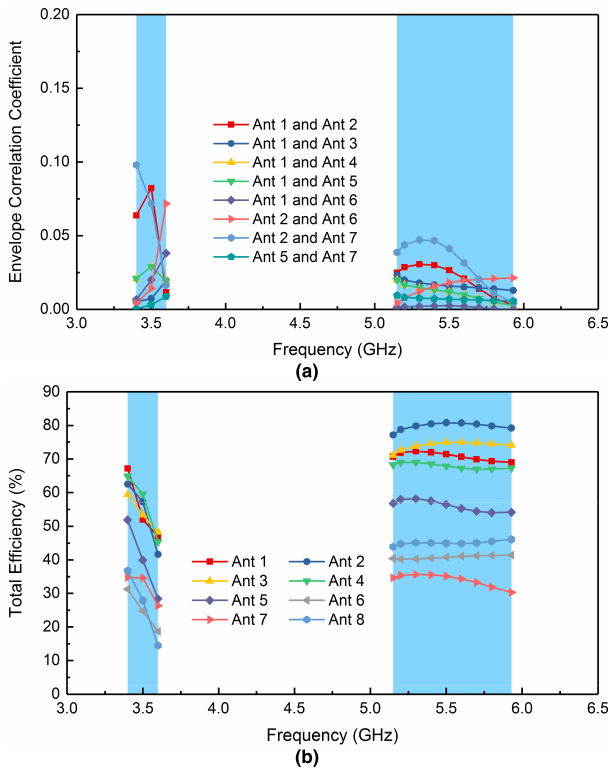 (a)
0.20
0.15
0.10
0.05
0.00
Envelope Correlation Coefficient
Ant 1 and Ant 2
Ant 1 and Ant 3
Ant 1 and Ant 4
Ant 1 and Ant 5
Ant 1 and Ant 6
Ant 2 and Ant 6
Ant 2 and Ant 7
Ant 5 and Ant 7
3.0 3.5 4.0 4.5 5.0 5.5 6.0 6.5
Frequency (GHz)
(a)
90
80
70
60
50
40
30
20
10
0
Total Efficiency (%)
Ant 1 Ant 2
Ant 3 Ant 4
Ant 5 Ant 6
Ant 7 Ant 8
3.0 3.5 4.0 4.5 5.0 5.5 6.0 6.5
Frequency (GHz)
(b)